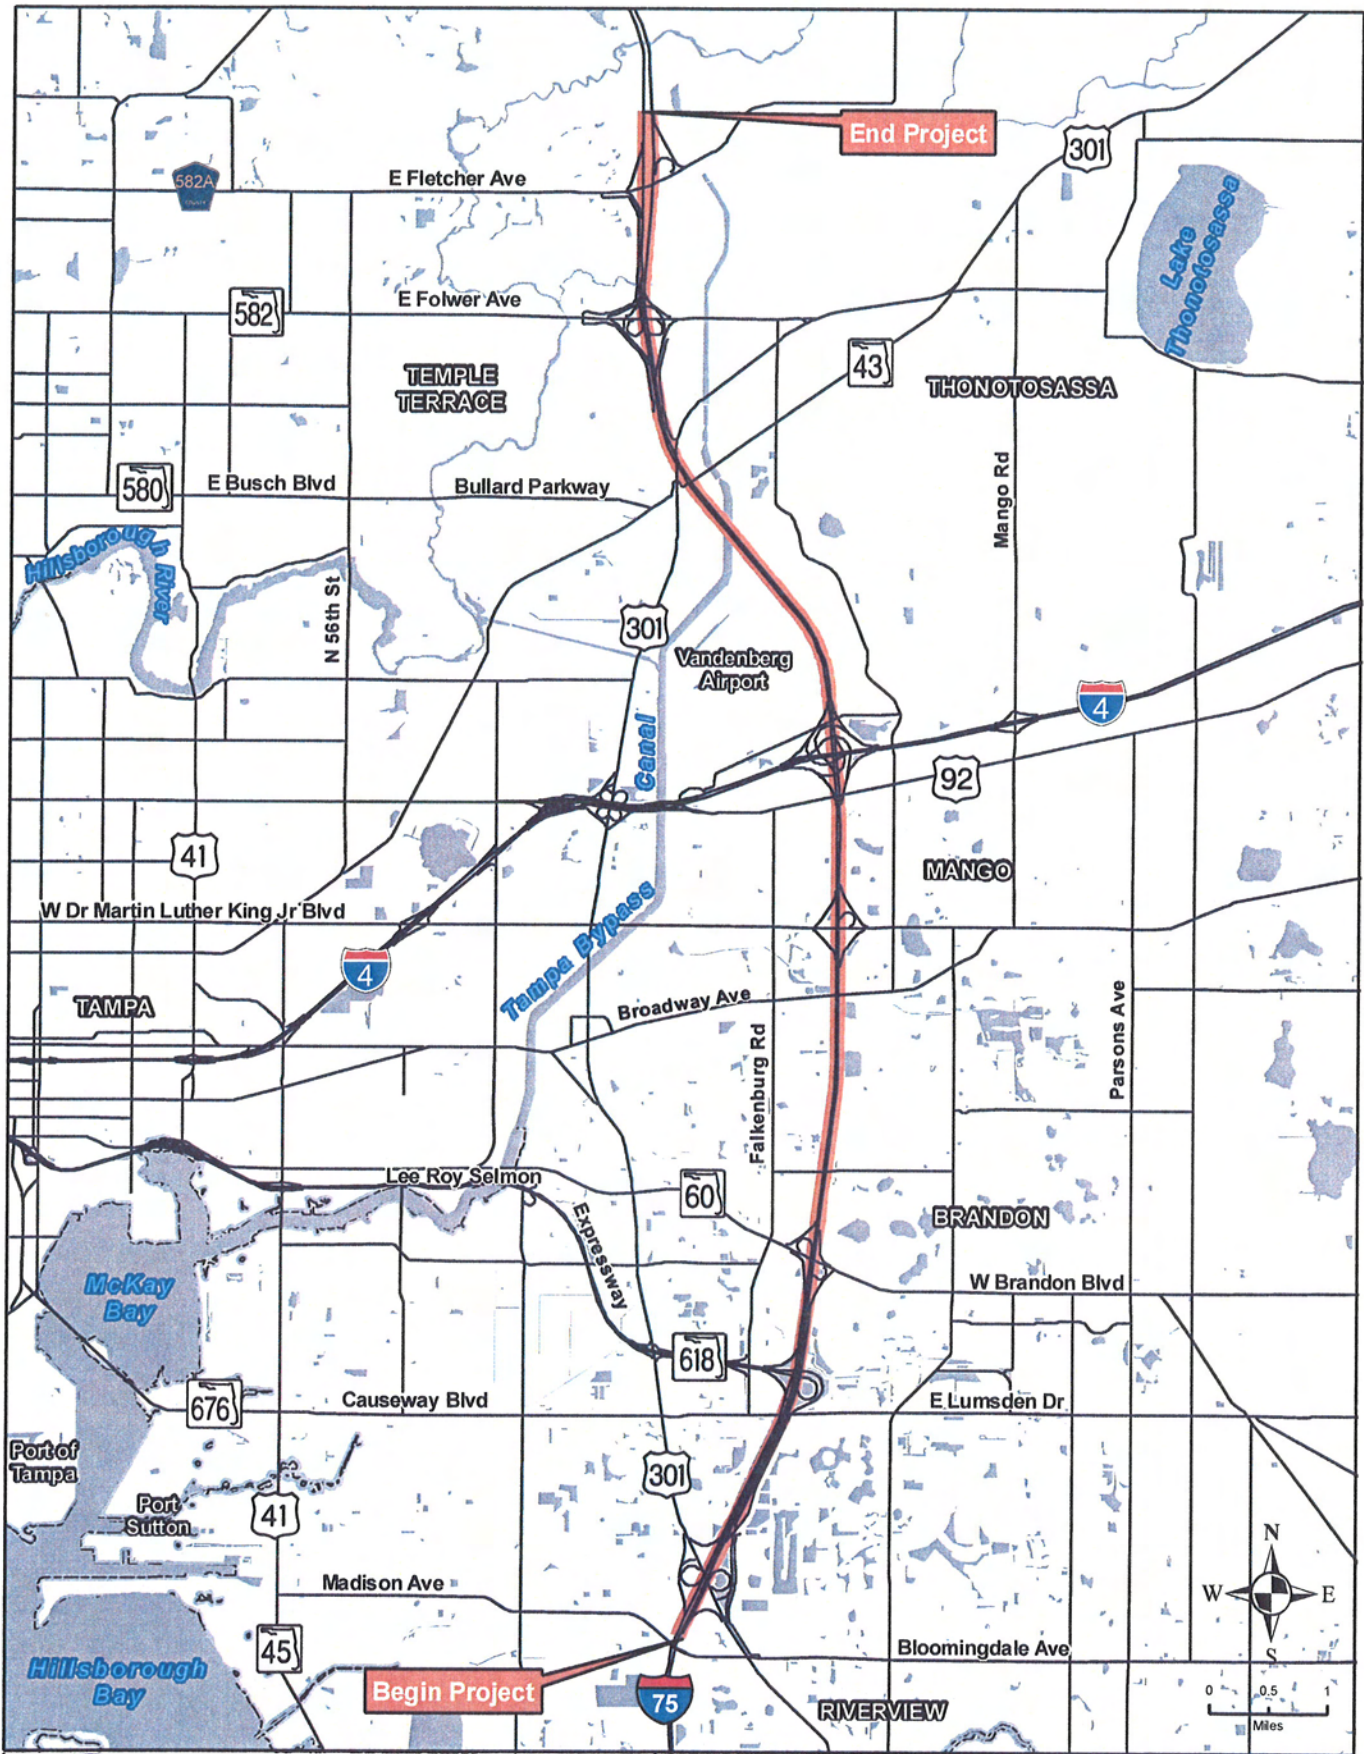 End Project
301
582A
E Fletcher Ave
Lake
Thonotosassa
E Folwer Ave
582
43
TEMPLE
TERRACE
THONOTOSASSA
Mango Rd
580
E Busch Blvd
Bullard Parkway
Hillsborough
River
N 56th St
301
Vandenberg
Airport
4
Canal
92
41
MANGO
W Dr Martin Luther King Jr Blvd
4
Tampa Bypass
TAMPA
Broadway Ave
Falkenburg Rd
Parsons Ave
Lee Roy Selmon
60
Expressway
BRANDON
McKay
Bay
W Brandon Blvd
618
676
Causeway Blvd
E Lumsden Dr
Port of
Tampa
301
Port
Sutton
41
N
Madison Ave
W
E
45
Bloomingdale Ave
S
Hillsborough
Bay
Begin Project
75
RIVERVIEW
0 0.5 1
Miles